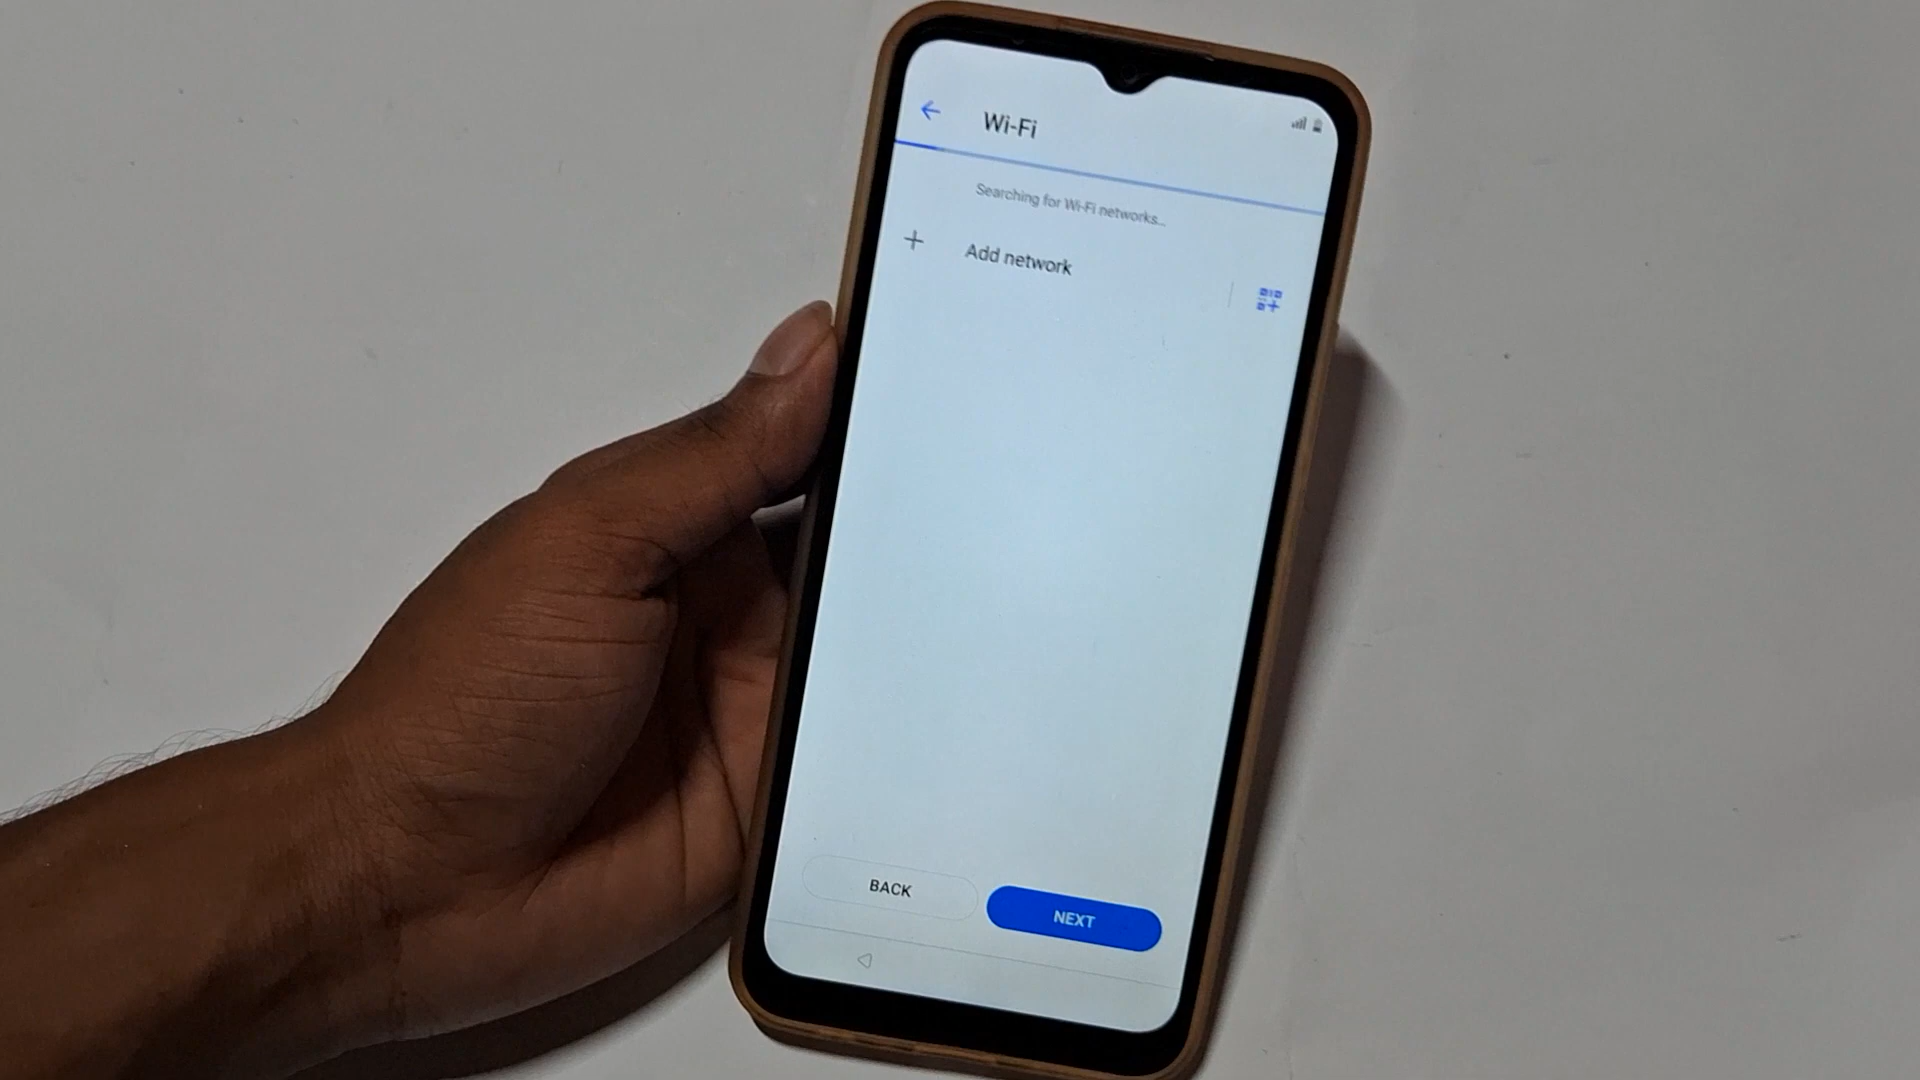 Wi-Fi
Searching for Wi-Fi networks...
Add network
BACK
NEXT